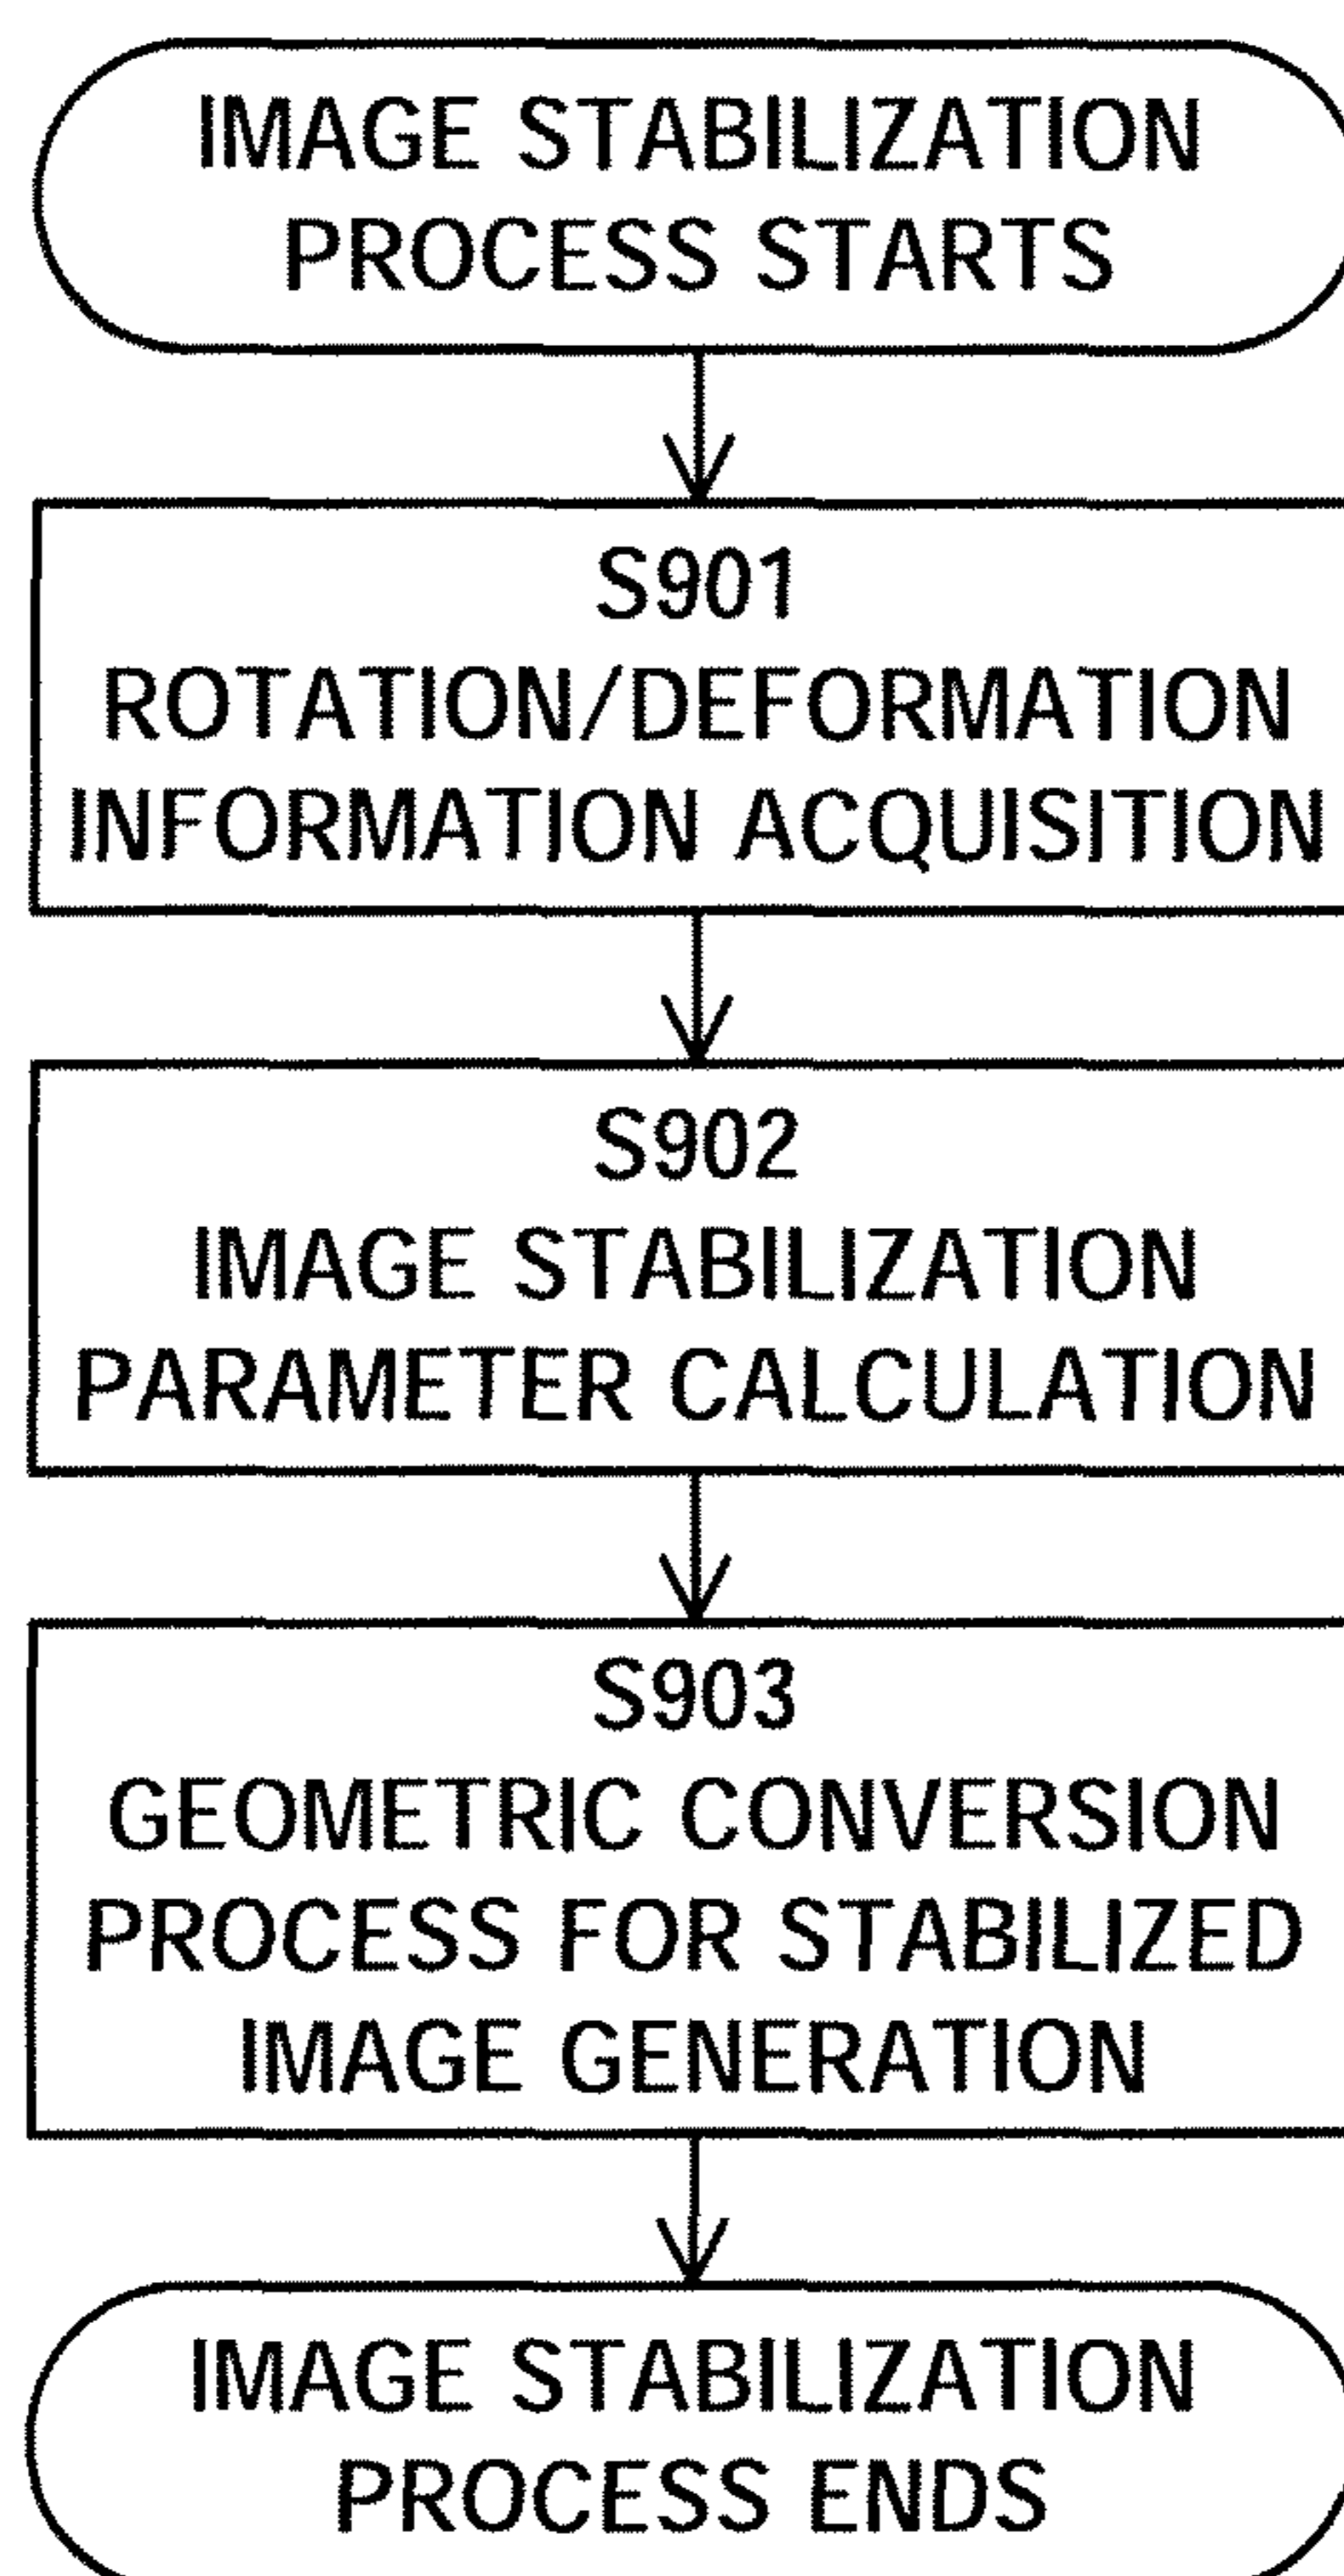 IMAGE STABILIZATION
PROCESS STARTS
S901
ROTATION/DEFORMATION
INFORMATION ACQUISITION
S902
IMAGE STABILIZATION
PARAMETER CALCULATION
S903
GEOMETRIC CONVERSION
PROCESS FOR STABILIZED
IMAGE GENERATION
IMAGE STABILIZATION
PROCESS ENDS